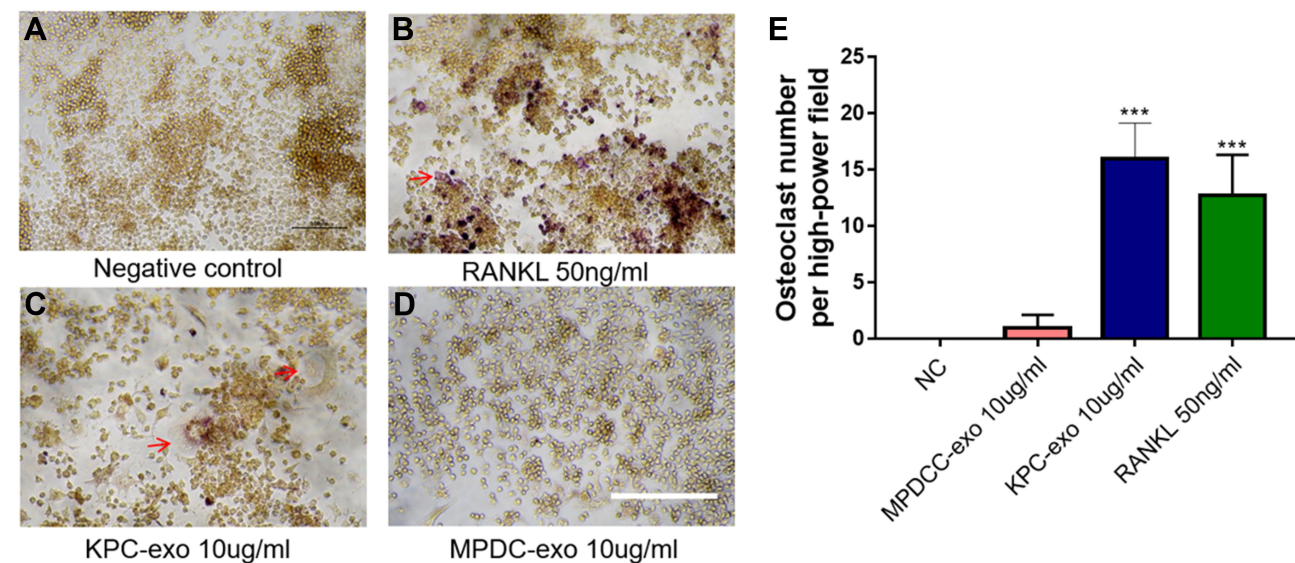 A
Negative control
B
RANKL 50ng/ml
C
KPC-exo 10ug/ml
D
MPDC-exo 10ug/ml
E
Osteoclast number
per high-power field
25
20
15
10
5
0
***
***
NC
MPDCC-exo 10ug/ml
KPC-exo 10ug/ml
RANKL 50ng/ml